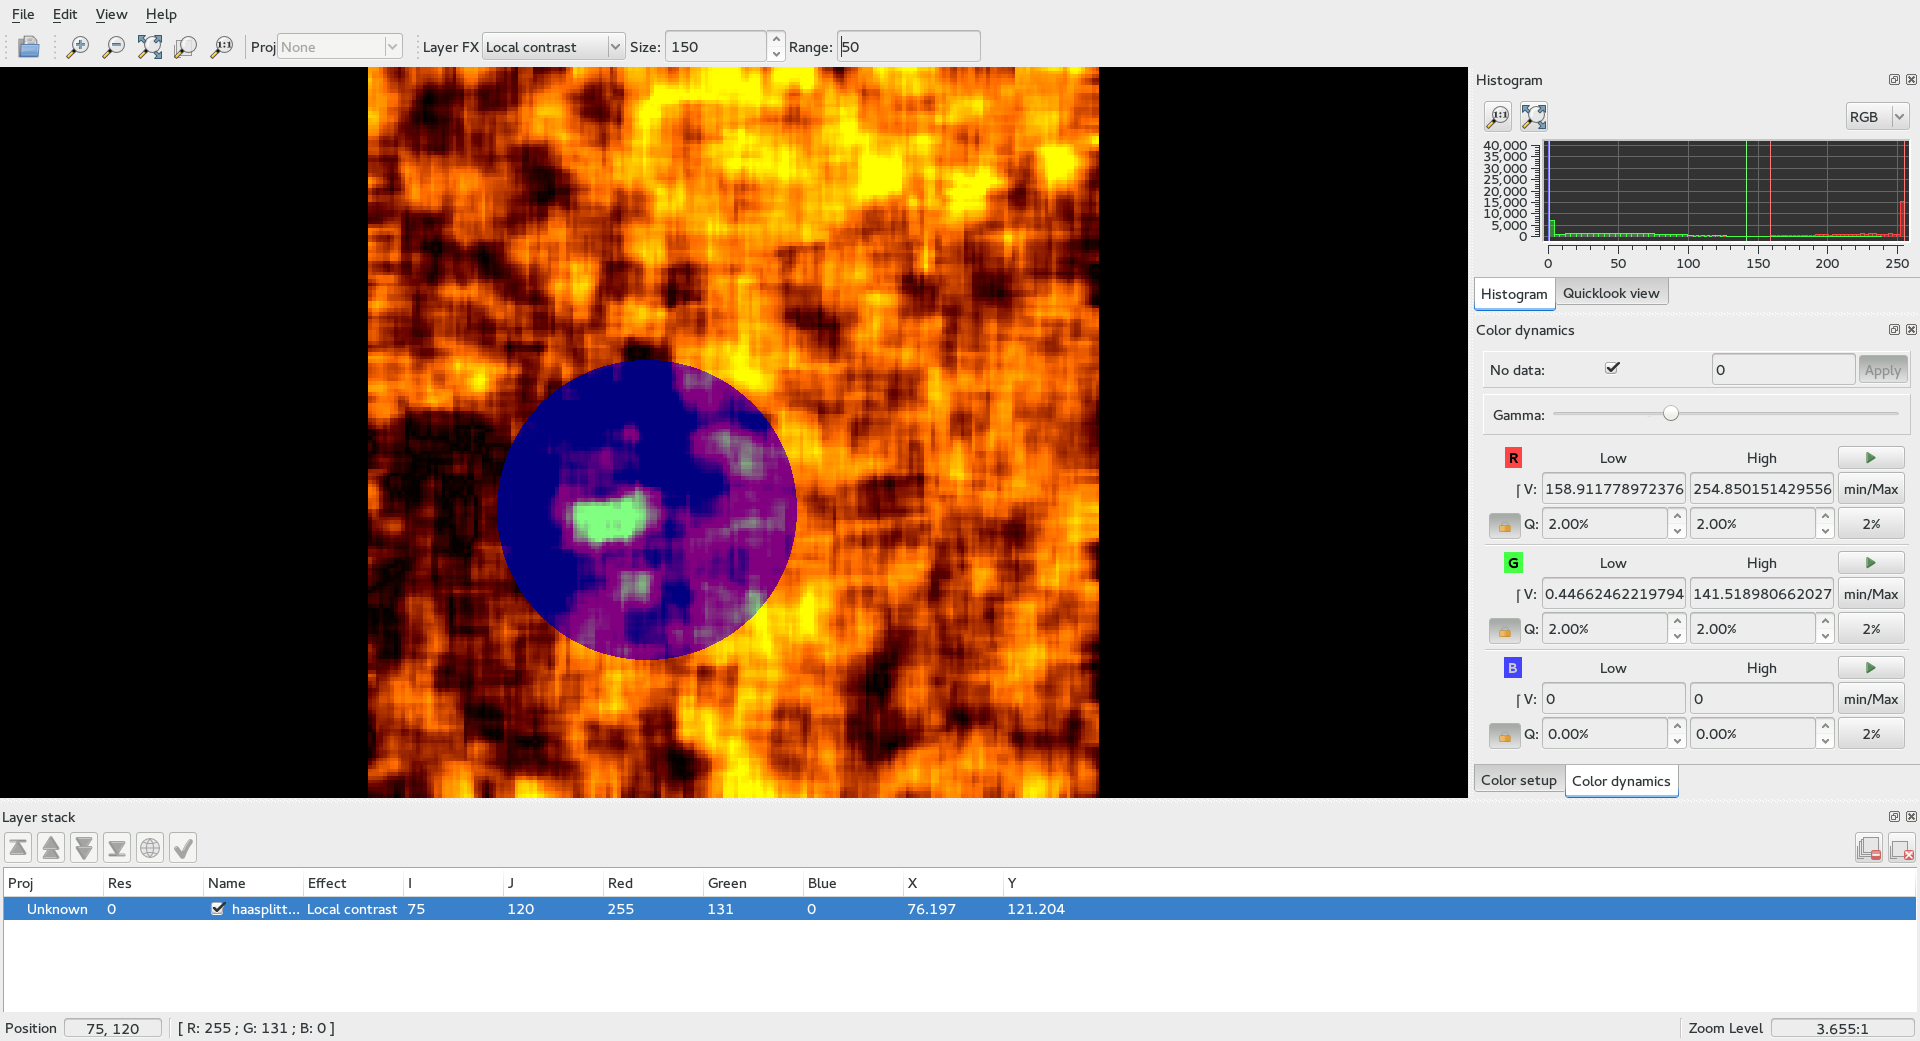 File Edit View Help
Proj None Layer FX Local contrast Size: 150 Range: 50
Histogram
RGB
40,000
35,000
30,000
25,000
20,000
15,000
10,000
5,000
0
0 50 100 150 200 250
Histogram Quicklook view
Color dynamics
No data: 0 Apply
Gamma:
R Low High
V: 158.911778972376 254.850151429556 min/Max
Q: 2.00% 2.00% 2%
G Low High
V: 0.44662462219794 141.518980662027 min/Max
Q: 2.00% 2.00% 2%
B Low High
V: 0 0 min/Max
Q: 0.00% 0.00% 2%
Color setup Color dynamics
Layer stack
Proj Res Name Effect I J Red Green Blue X Y
Unknown 0 haasplitt... Local contrast 75 120 255 131 0 76.197 121.204
Position 75, 120 [ R: 255 ; G: 131 ; B: 0 ] Zoom Level 3.655:1